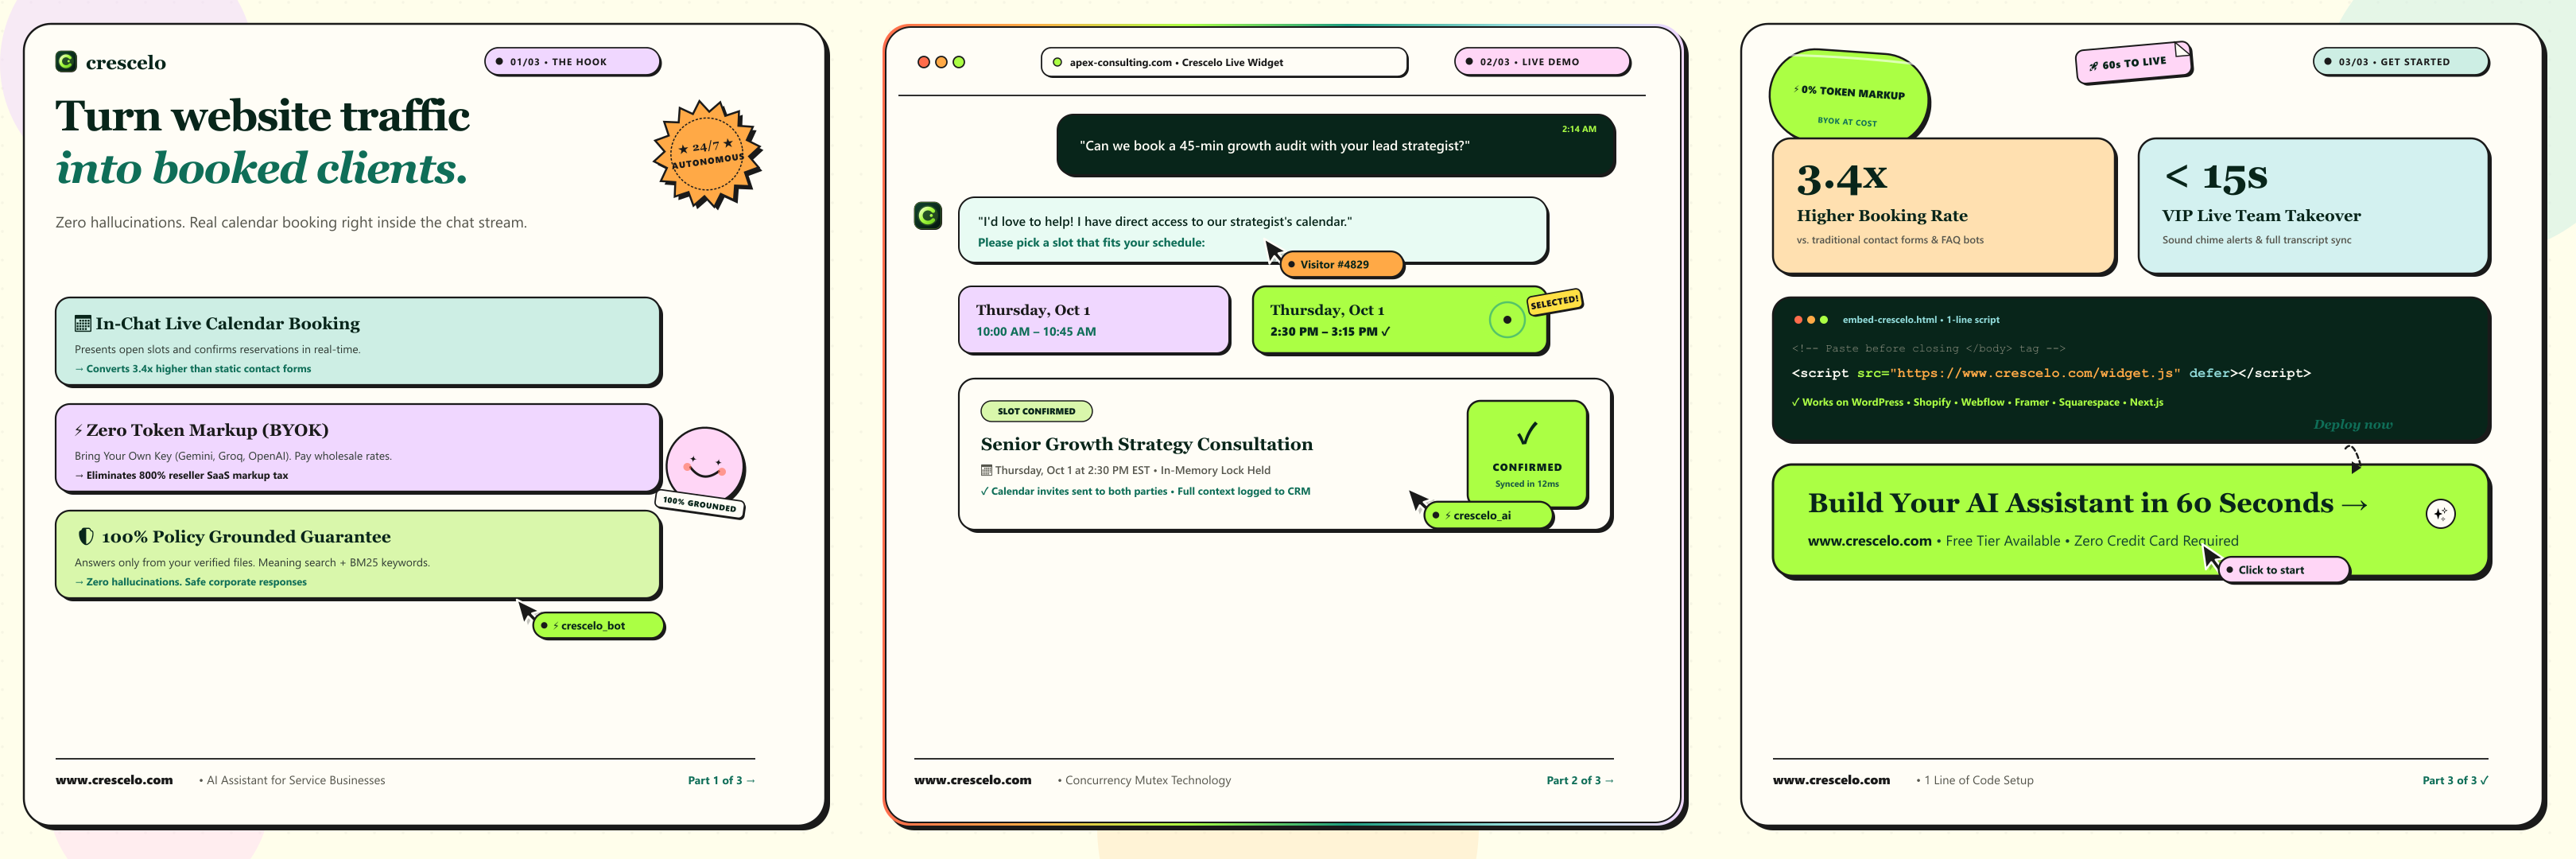 crescelo
01/03 • THE HOOK
Turn website traffic
into booked clients.
★ 24/7 ★
AUTONOMOUS
Zero hallucinations. Real calendar booking right inside the chat stream.
In-Chat Live Calendar Booking
Presents open slots and confirms reservations in real-time.
→ Converts 3.4x higher than static contact forms
⚡ Zero Token Markup (BYOK)
Bring Your Own Key (Gemini, Groq, OpenAI). Pay wholesale rates.
→ Eliminates 800% reseller SaaS markup tax
100% GROUNDED
100% Policy Grounded Guarantee
Answers only from your verified files. Meaning search + BM25 keywords.
→ Zero hallucinations. Safe corporate responses
⚡ crescelo_bot
www.crescelo.com • AI Assistant for Service Businesses
Part 1 of 3 →
apex-consulting.com • Crescelo Live Widget
02/03 • LIVE DEMO
2:14 AM
"Can we book a 45-min growth audit with your lead strategist?"
"I'd love to help! I have direct access to our strategist's calendar."
Please pick a slot that fits your schedule:
Visitor #4829
Thursday, Oct 1
10:00 AM – 10:45 AM
Thursday, Oct 1
2:30 PM – 3:15 PM ✓
SELECTED!
SLOT CONFIRMED
Senior Growth Strategy Consultation
Thursday, Oct 1 at 2:30 PM EST • In-Memory Lock Held
✓ Calendar invites sent to both parties • Full context logged to CRM
✓
CONFIRMED
Synced in 12ms
⚡ crescelo_ai
www.crescelo.com • Concurrency Mutex Technology
Part 2 of 3 →
⚡ 0% TOKEN MARKUP
BYOK AT COST
🚀 60s TO LIVE
03/03 • GET STARTED
3.4x
Higher Booking Rate
vs. traditional contact forms & FAQ bots
< 15s
VIP Live Team Takeover
Sound chime alerts & full transcript sync
embed-crescelo.html • 1-line script
<!-- Paste before closing </body> tag -->
<script src="https://www.crescelo.com/widget.js" defer></script>
✓ Works on WordPress • Shopify • Webflow • Framer • Squarespace • Next.js
Deploy now
Build Your AI Assistant in 60 Seconds →
www.crescelo.com • Free Tier Available • Zero Credit Card Required
Click to start
www.crescelo.com • 1 Line of Code Setup
Part 3 of 3 ✓